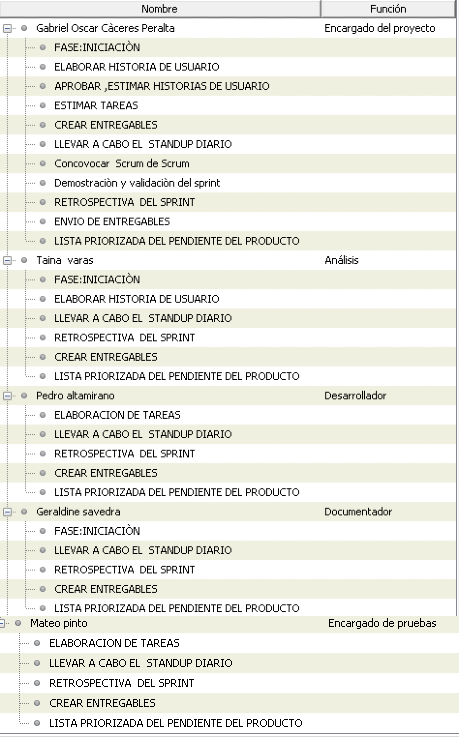 Nombre Función
Gabriel Oscar Càceres Peralta Encargado del proyecto
FASE:INICIACIÒN
ELABORAR HISTORIA DE USUARIO
APROBAR ,ESTIMAR HISTORIAS DE USUARIO
ESTIMAR TAREAS
CREAR ENTREGABLES
LLEVAR A CABO EL STANDUP DIARIO
Concovocar Scrum de Scrum
Demostraciòn y validaciòn del sprint
RETROSPECTIVA DEL SPRINT
ENVIO DE ENTREGABLES
LISTA PRIORIZADA DEL PENDIENTE DEL PRODUCTO
Taina varas Análisis
FASE:INICIACIÒN
ELABORAR HISTORIA DE USUARIO
LLEVAR A CABO EL STANDUP DIARIO
RETROSPECTIVA DEL SPRINT
CREAR ENTREGABLES
LISTA PRIORIZADA DEL PENDIENTE DEL PRODUCTO
Pedro altamirano Desarrollador
ELABORACION DE TAREAS
LLEVAR A CABO EL STANDUP DIARIO
RETROSPECTIVA DEL SPRINT
CREAR ENTREGABLES
LISTA PRIORIZADA DEL PENDIENTE DEL PRODUCTO
Geraldine savedra Documentador
FASE:INICIACIÒN
LLEVAR A CABO EL STANDUP DIARIO
RETROSPECTIVA DEL SPRINT
CREAR ENTREGABLES
LISTA PRIORIZADA DEL PENDIENTE DEL PRODUCTO
Mateo pinto Encargado de pruebas
ELABORACION DE TAREAS
LLEVAR A CABO EL STANDUP DIARIO
RETROSPECTIVA DEL SPRINT
CREAR ENTREGABLES
LISTA PRIORIZADA DEL PENDIENTE DEL PRODUCTO